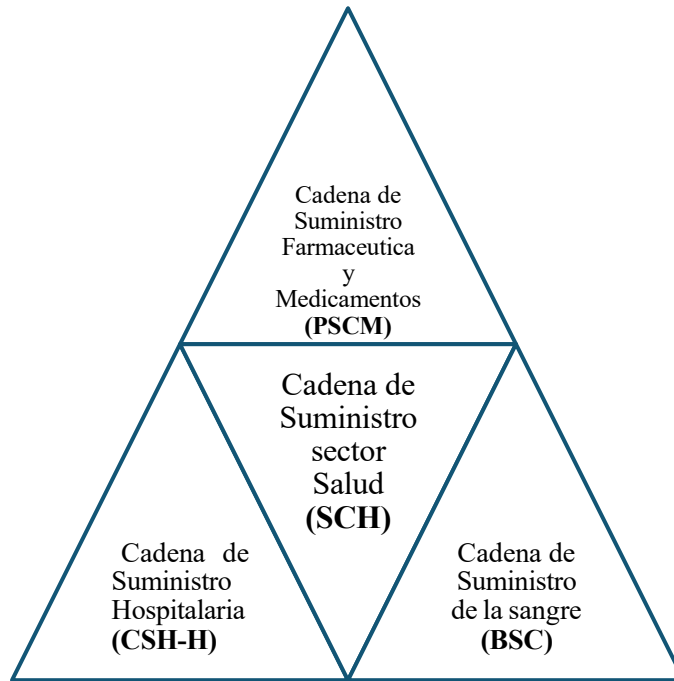 Cadena de
Suministro
Farmaceutica
y
Medicamentos
(PSCM)
Cadena de
Suministro
sector
Salud
(SCH)
Cadena de
Suministro
Hospitalaria
(CSH-H)
Cadena de
Suministro
de la sangre
(BSC)